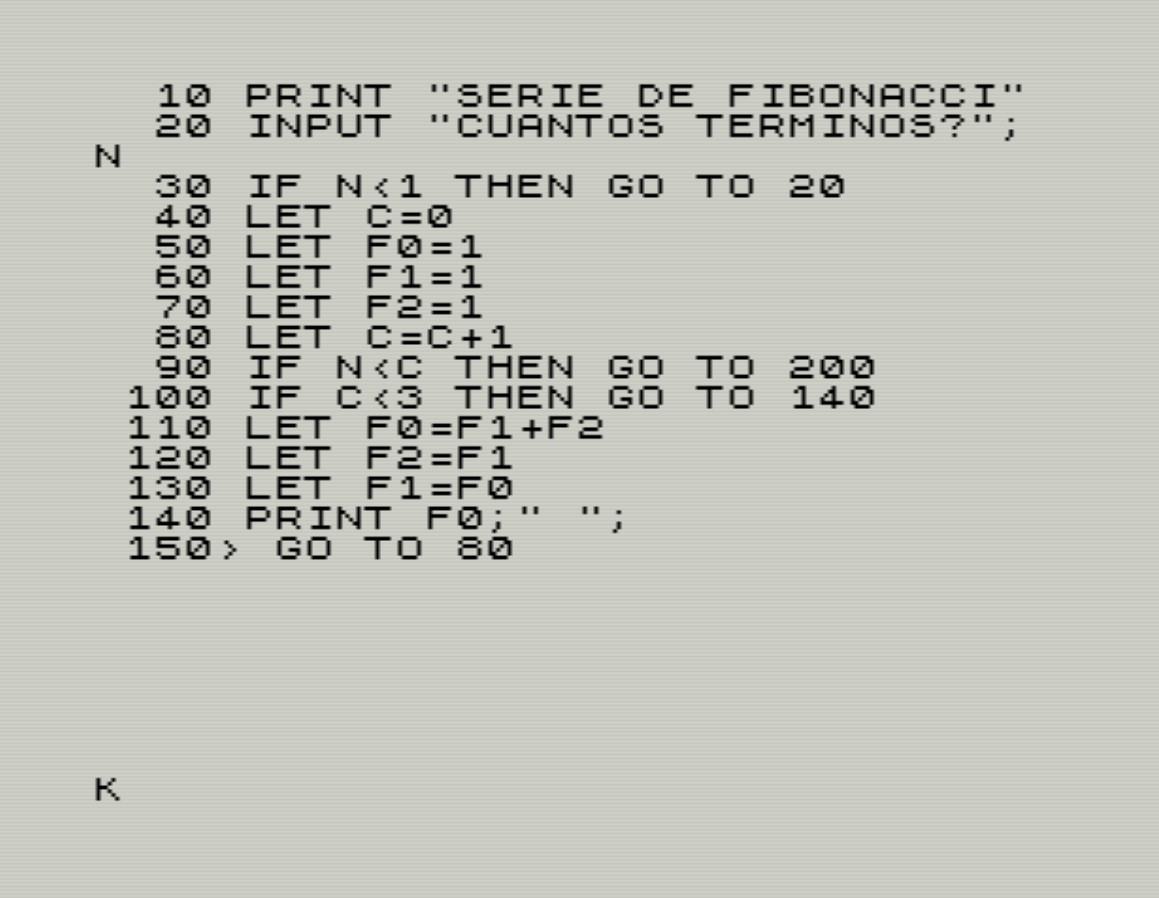 10 PRINT "SERIE DE FIBONACCI"
20 INPUT "CUANTOS TERMINOS?";
N
30 IF N<1 THEN GO TO 20
40 LET C=0
50 LET F0=1
60 LET F1=1
70 LET F2=1
80 LET C=C+1
90 IF N<C THEN GO TO 200
100 IF C<3 THEN GO TO 140
110 LET F0=F1+F2
120 LET F2=F1
130 LET F1=F0
140 PRINT F0;" ";
150> GO TO 80
K